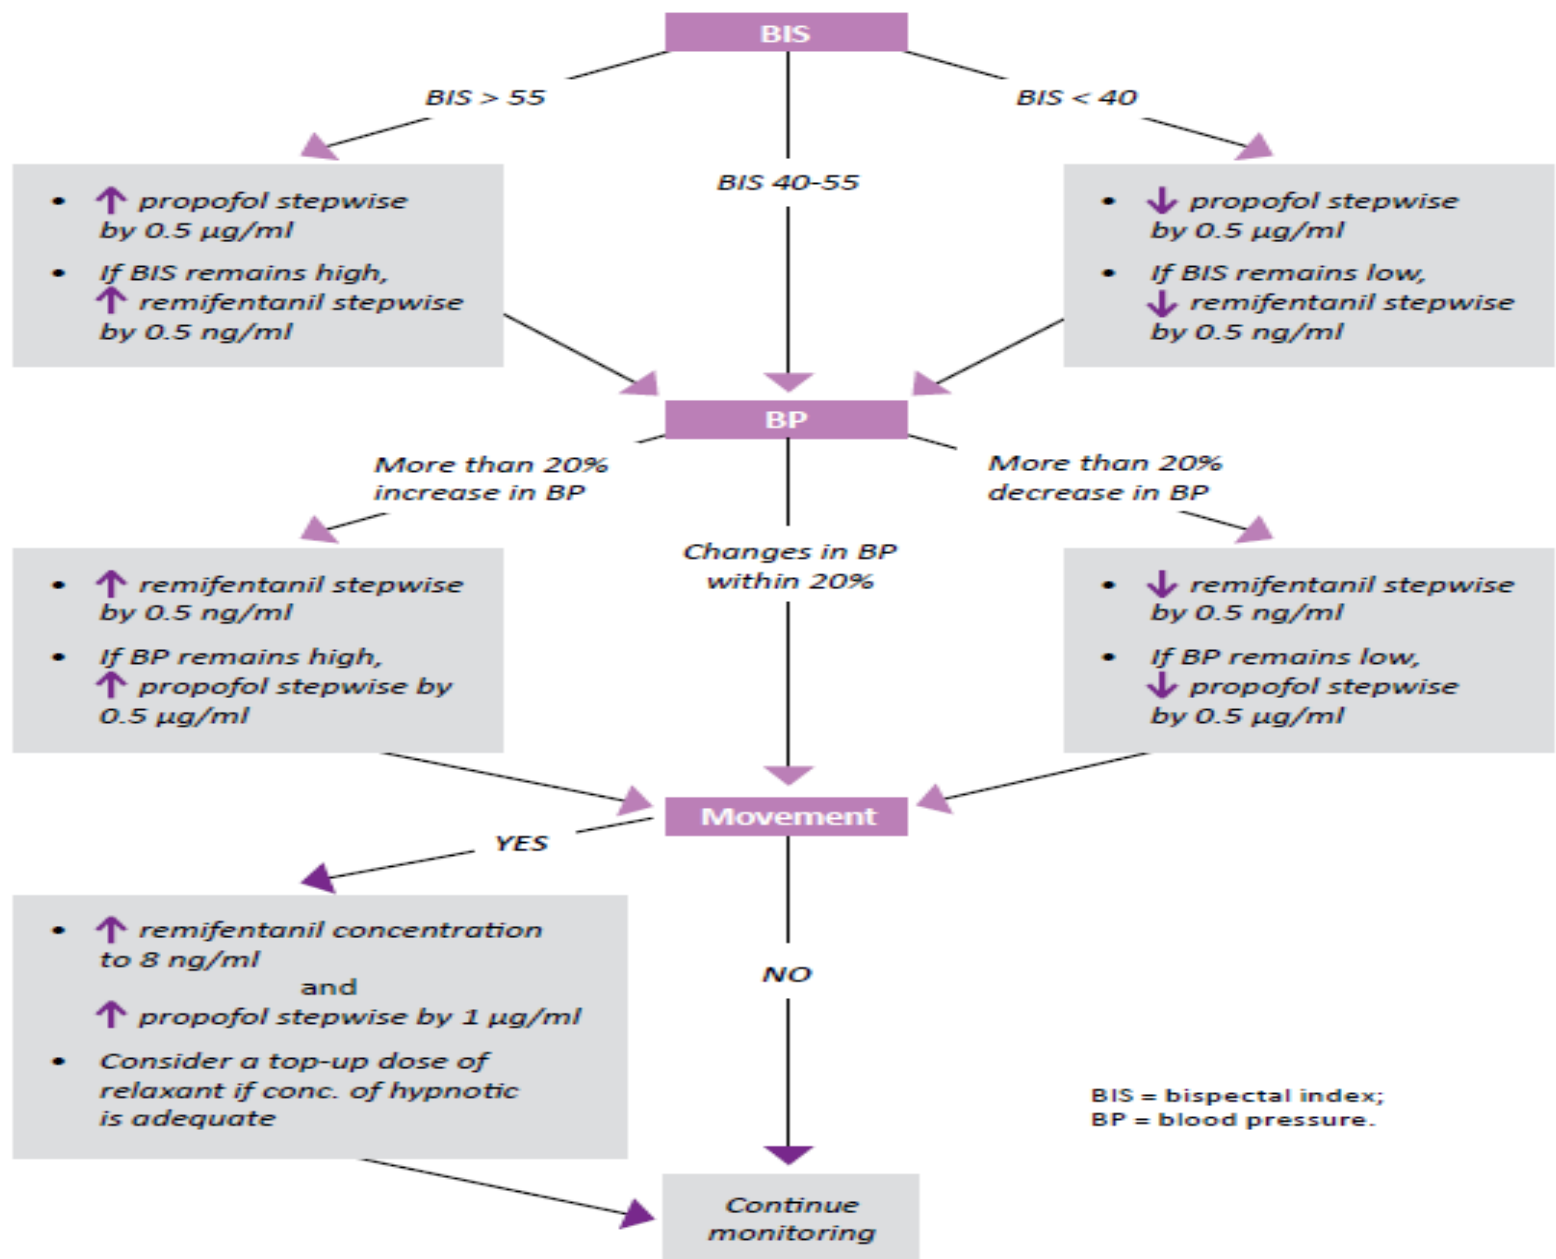 BIS
BIS > 55
BIS < 40
BIS 40-55
• ↑ propofol stepwise
by 0.5 µg/ml
• If BIS remains high,
↑ remifentanil stepwise
by 0.5 ng/ml
• ↓ propofol stepwise
by 0.5 µg/ml
• If BIS remains low,
↓ remifentanil stepwise
by 0.5 ng/ml
BP
More than 20%
increase in BP
More than 20%
decrease in BP
Changes in BP
within 20%
• ↑ remifentanil stepwise
by 0.5 ng/ml
• If BP remains high,
↑ propofol stepwise by
0.5 µg/ml
• ↓ remifentanil stepwise
by 0.5 ng/ml
• If BP remains low,
↓ propofol stepwise
by 0.5 µg/ml
Movement
YES
• ↑ remifentanil concentration
to 8 ng/ml
and
↑ propofol stepwise by 1 µg/ml
• Consider a top-up dose of
relaxant if conc. of hypnotic
is adequate
NO
BIS = bispectal index;
BP = blood pressure.
Continue
monitoring